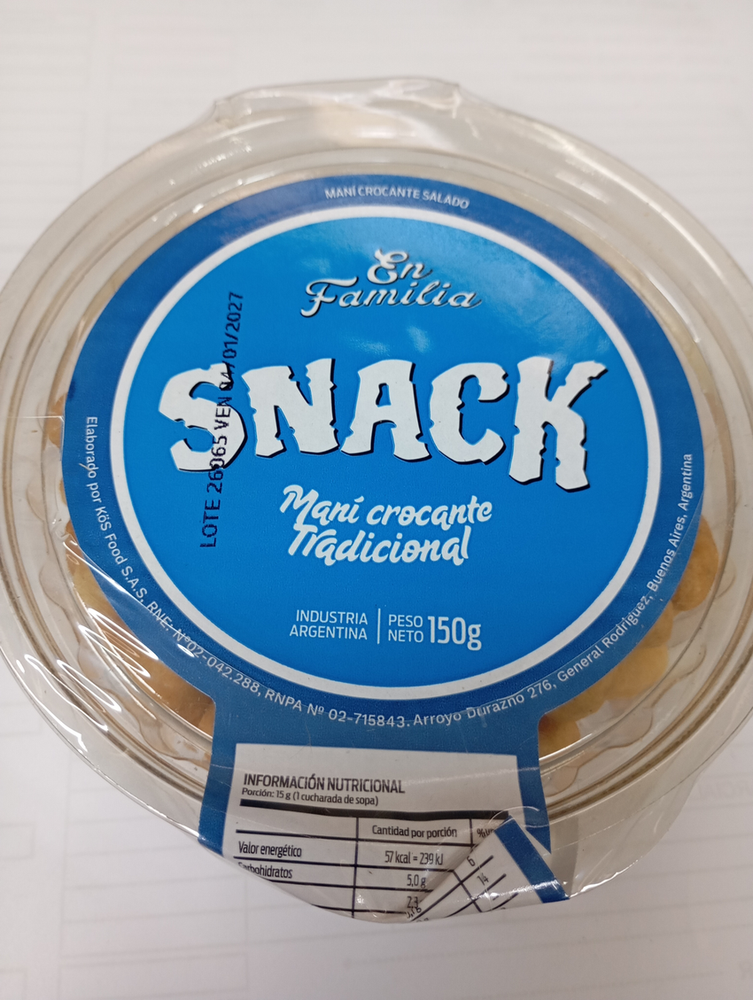 MANÍ CROCANTE SALADO
En
Familia
SNACK
LOTE 26065 VEN 04/01/2027
Maní crocante
Tradicional
INDUSTRIA
ARGENTINA
PESO
NETO
150g
Elaborado por KöS Food S.A.S. RNE: Nº02-042.288, RNPA Nº 02-715843. Arroyo Durazno 276, General Rodríguez, Buenos Aires, Argentina
INFORMACIÓN NUTRICIONAL
Porción: 15 g (1 cucharada de sopa)
Cantidad por porción
Valor energético 57 kcal = 239 kJ 6
5,0 g
14